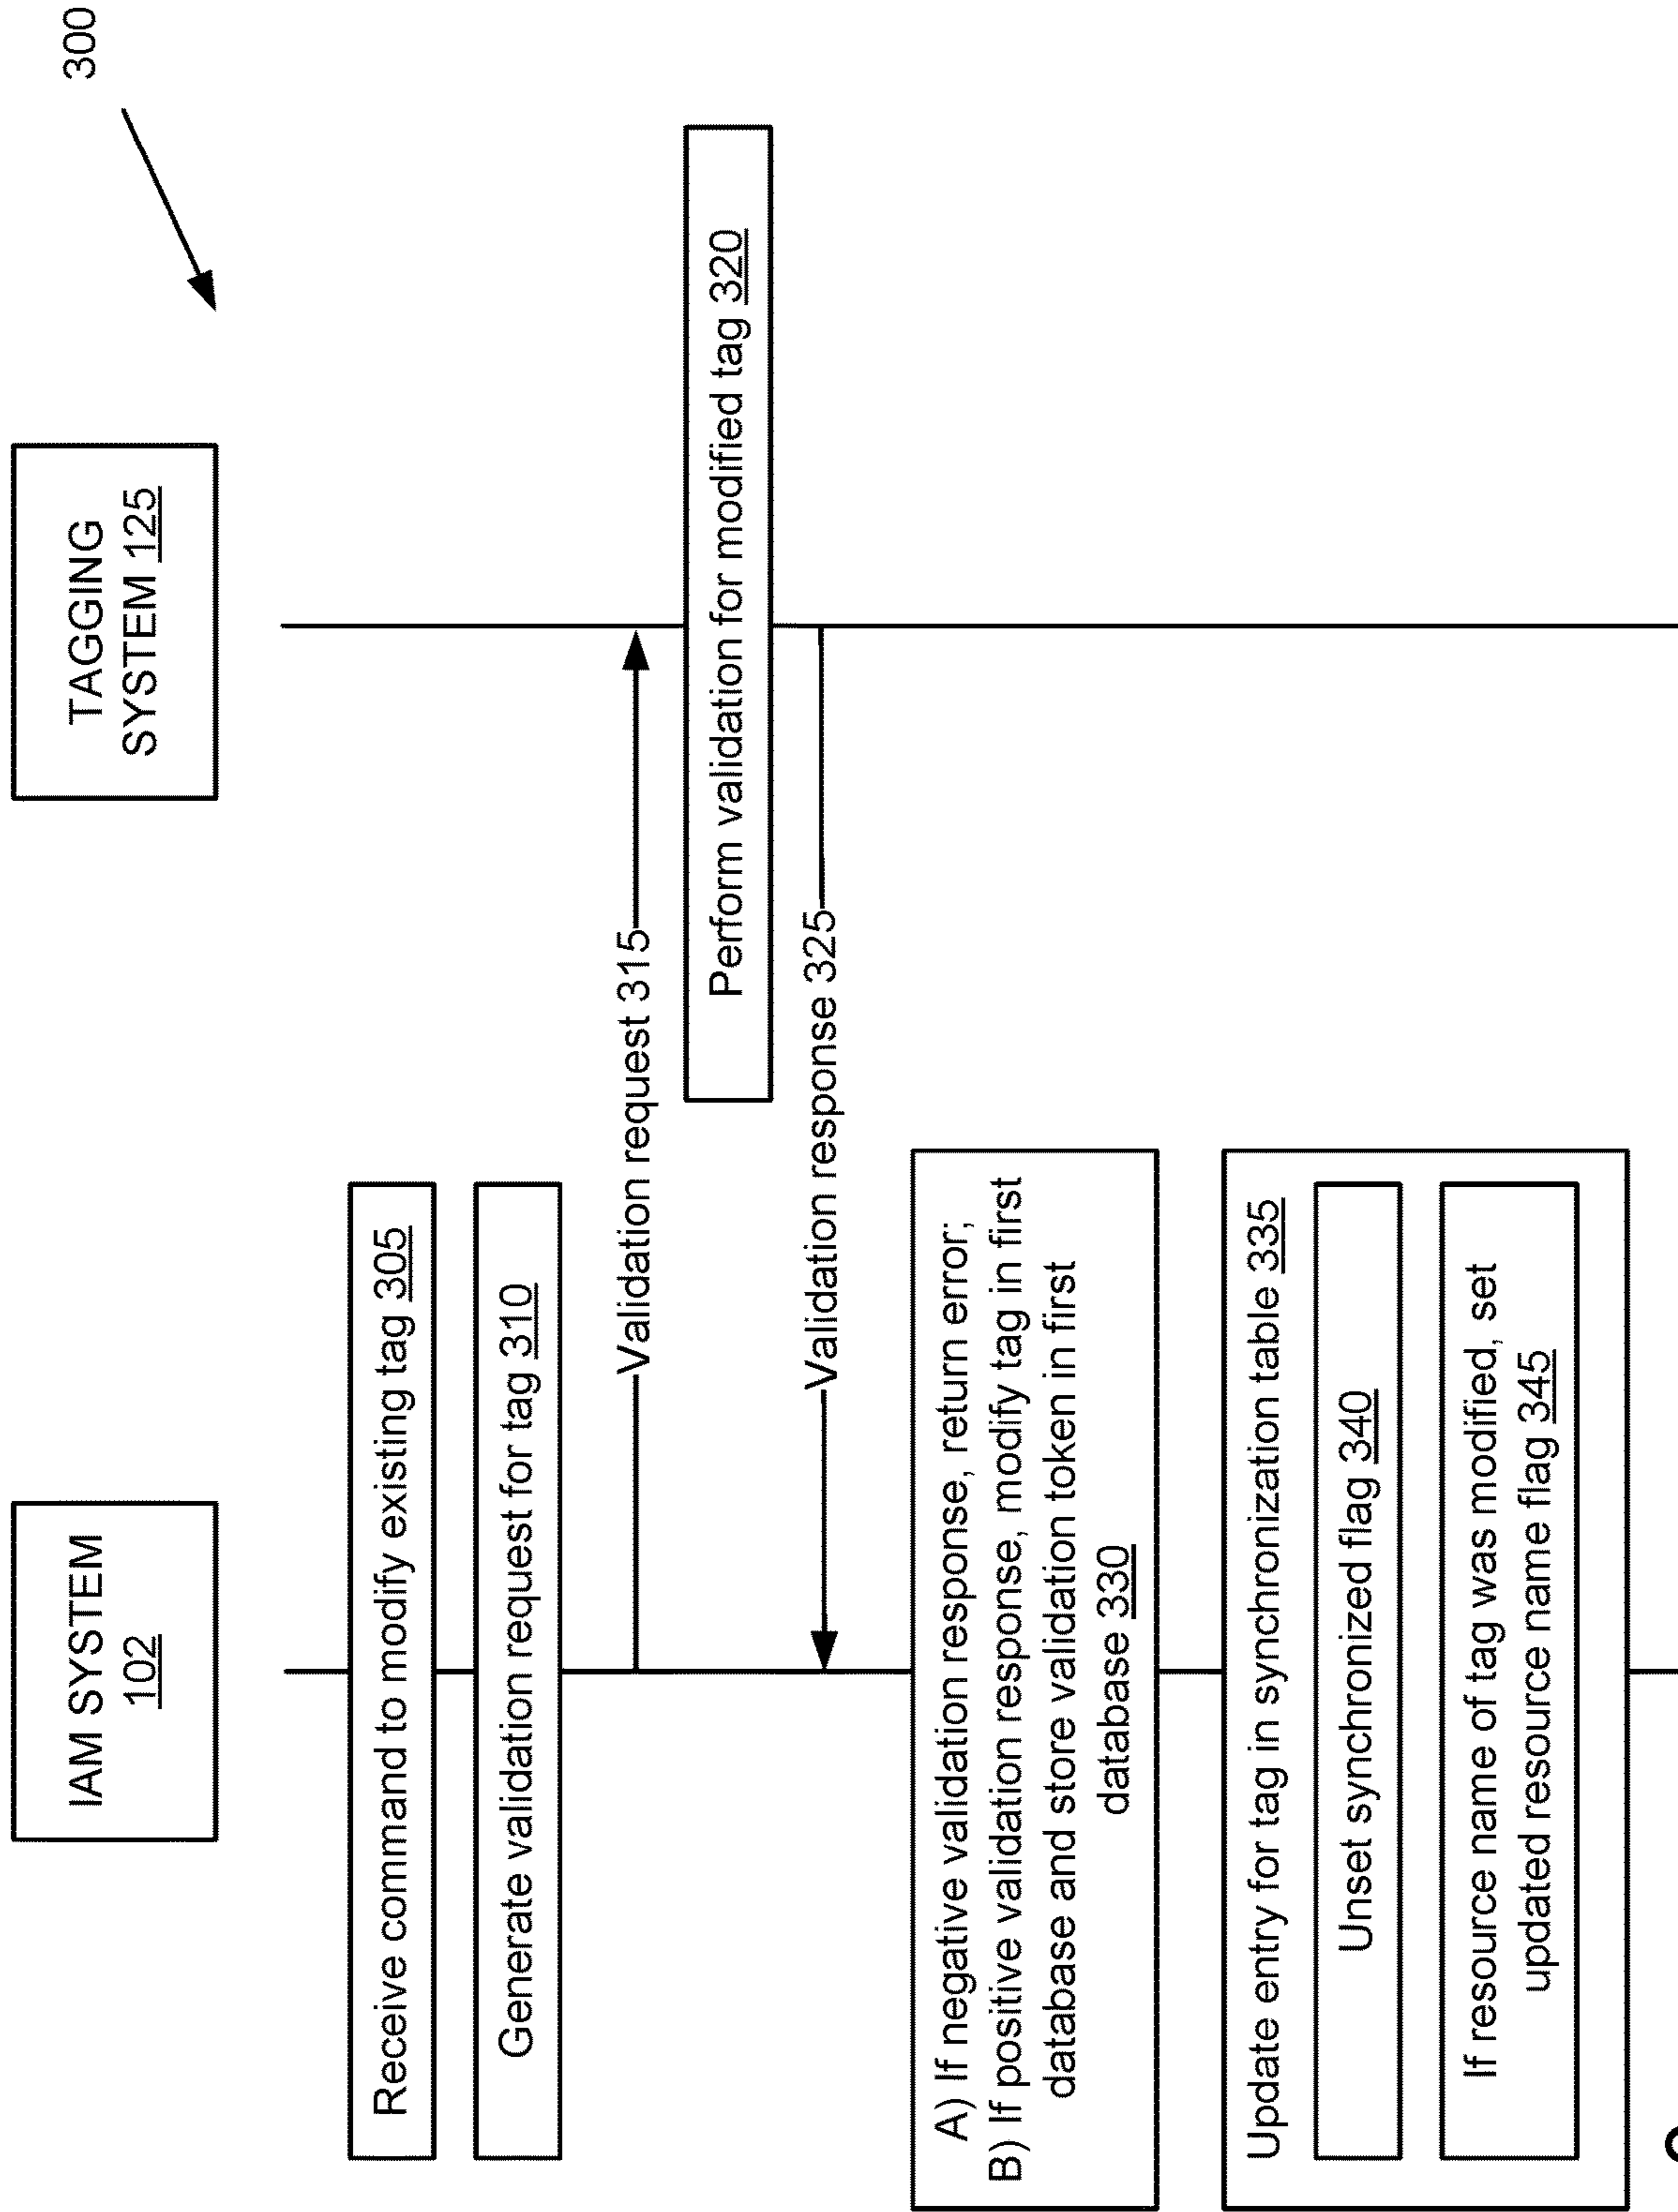 300
IAM SYSTEM
102
TAGGING
SYSTEM 125
Receive command to modify existing tag 305
Generate validation request for tag 310
Validation request 315
Perform validation for modified tag 320
Validation response 325
A) If negative validation response, return error;
B) If positive validation response, modify tag in first
database and store validation token in first
database 330
Update entry for tag in synchronization table 335
Unset synchronized flag 340
If resource name of tag was modified, set
updated resource name flag 345